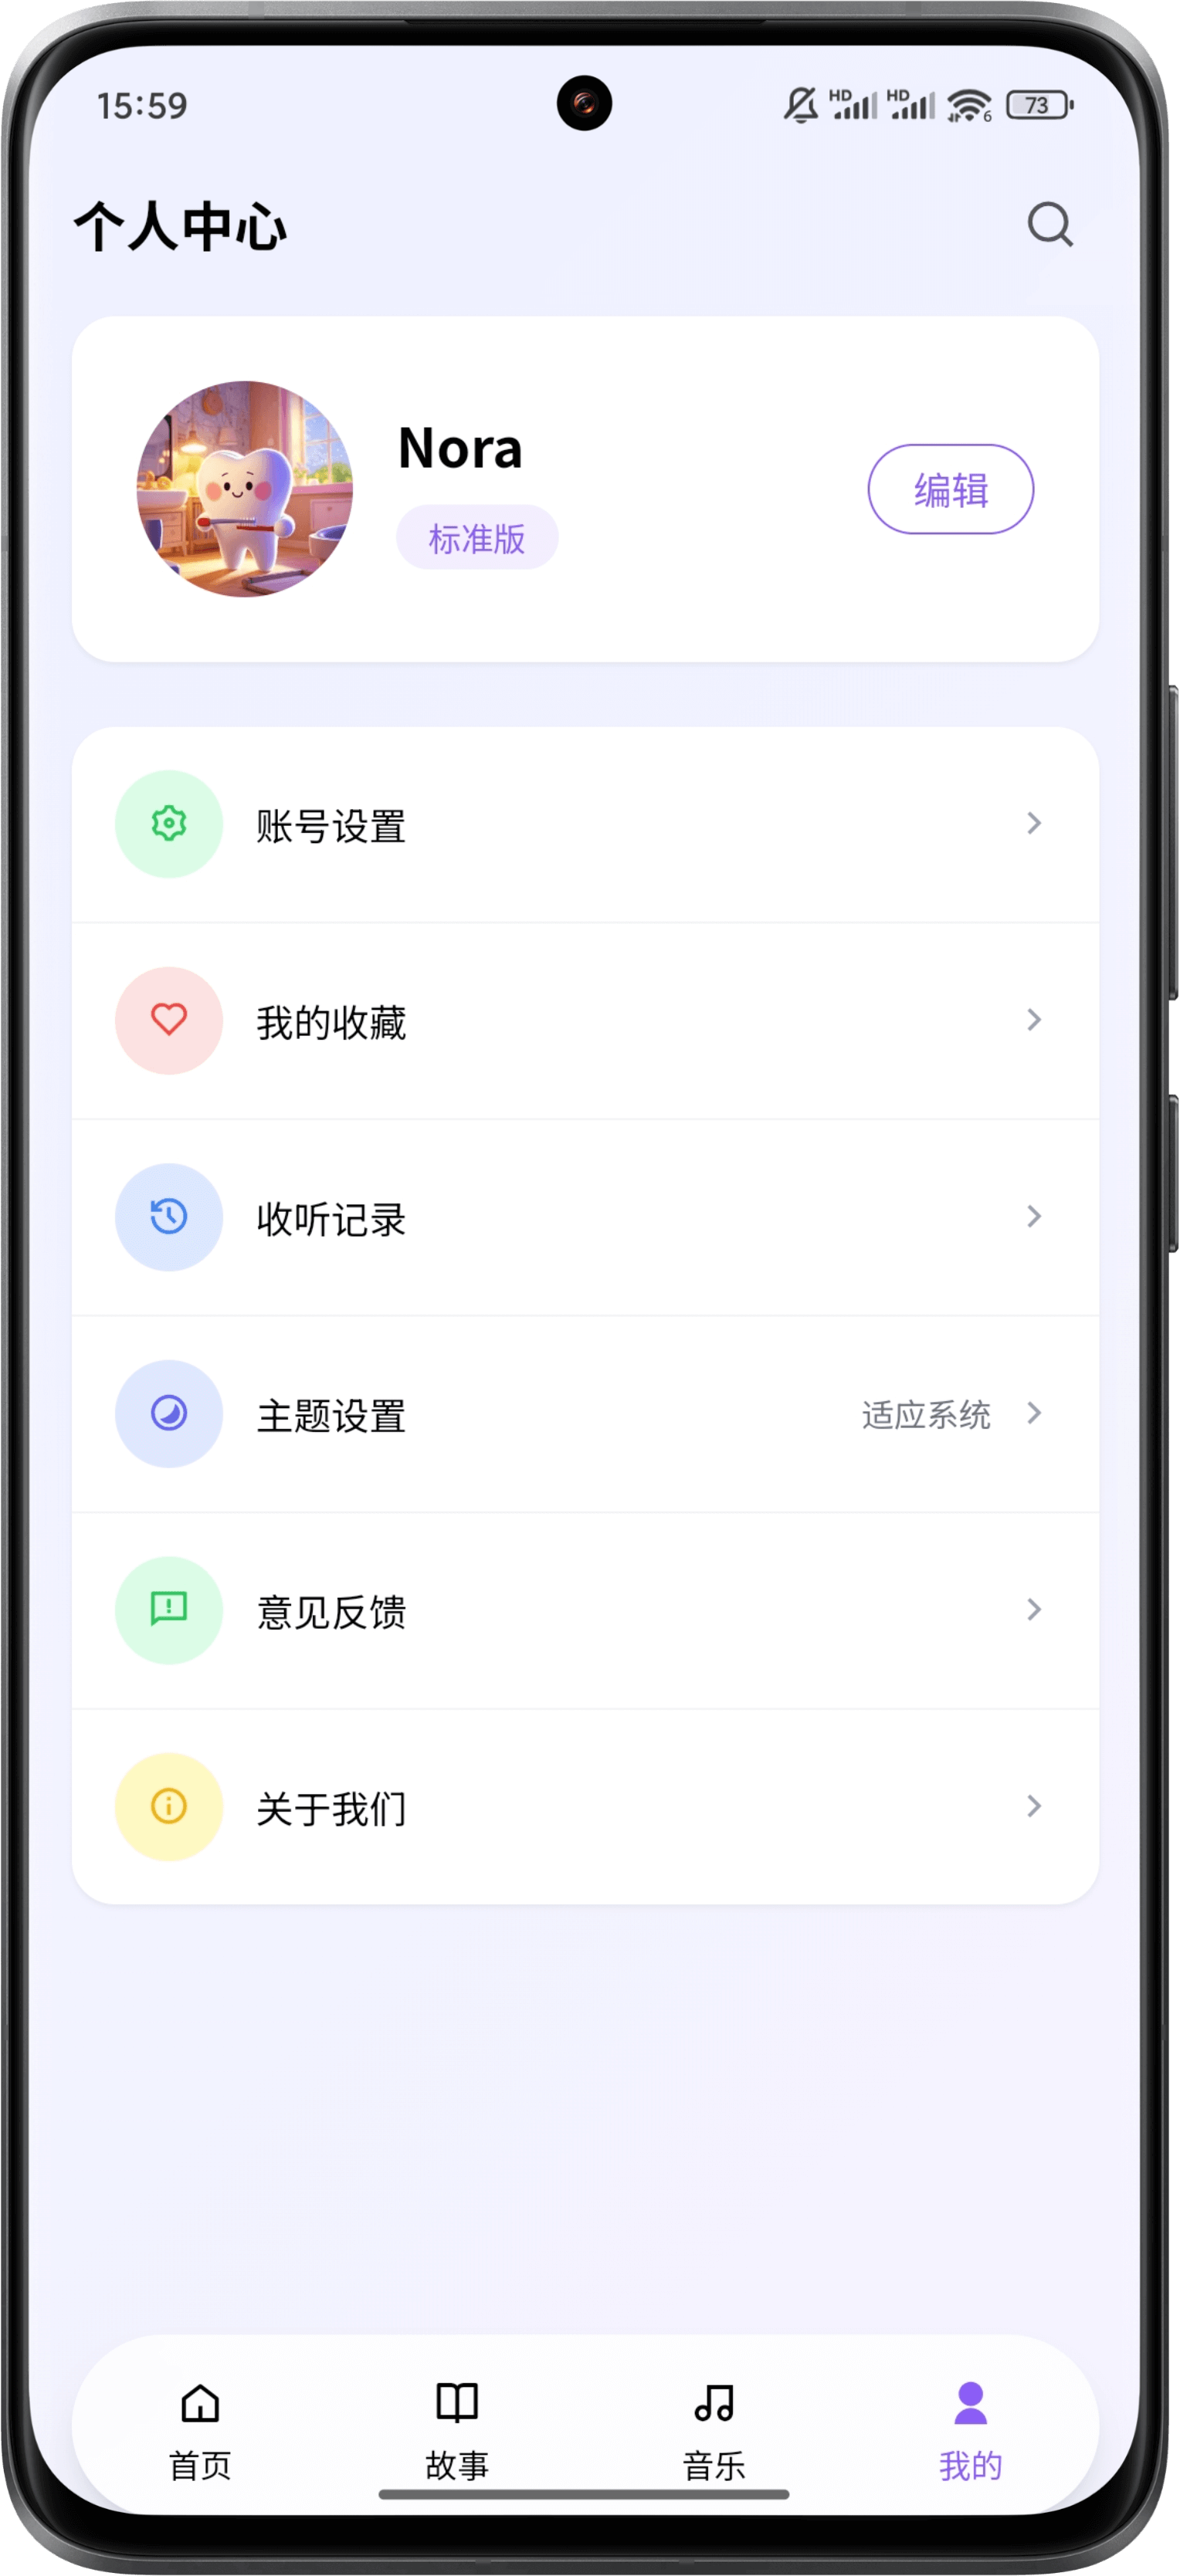 15:59
HD HD 6 73
个人中心
Nora
标准版
编辑
账号设置
我的收藏
收听记录
主题设置 适应系统
意见反馈
关于我们
首页 故事 音乐 我的